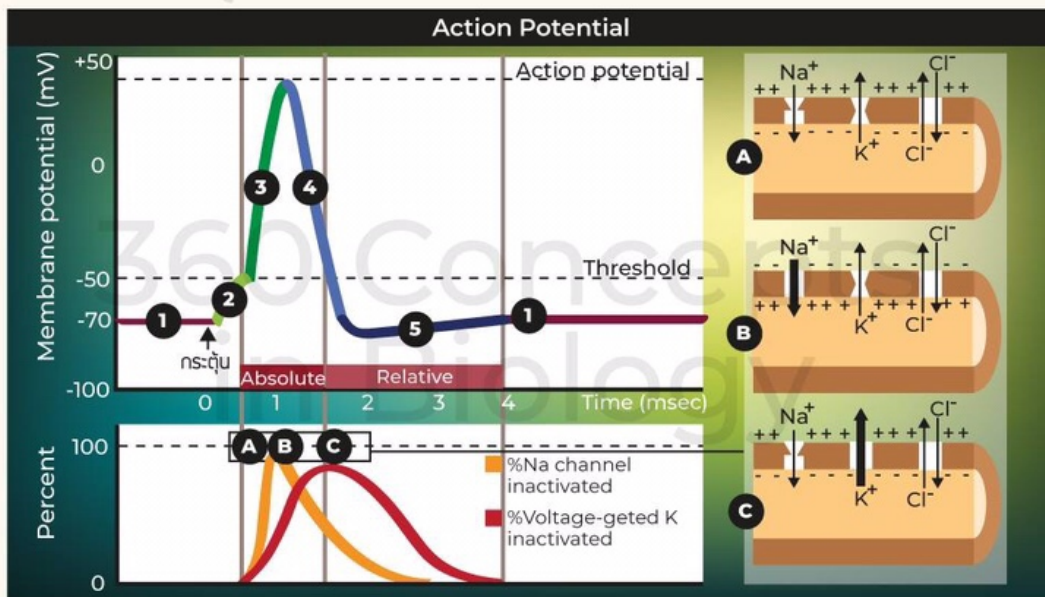 Action Potential
Membrane potential (mV)
+50
0
-50
-70
-100
Action potential
Threshold
1
2
3
4
5
1
กระตุ้น
Absolute
Relative
0
1
2
3
4
Time (msec)
Percent
100
0
A
B
C
%Na channel
inactivated
%Voltage-geted K
inactivated
Na+
Cl-
++
+++
++
A
K+
Cl-
Na+
Cl-
B
++
+++
++
K+
Cl-
Na+
Cl-
++
+++
++
C
K+
Cl-
360 Concepts
in Biology